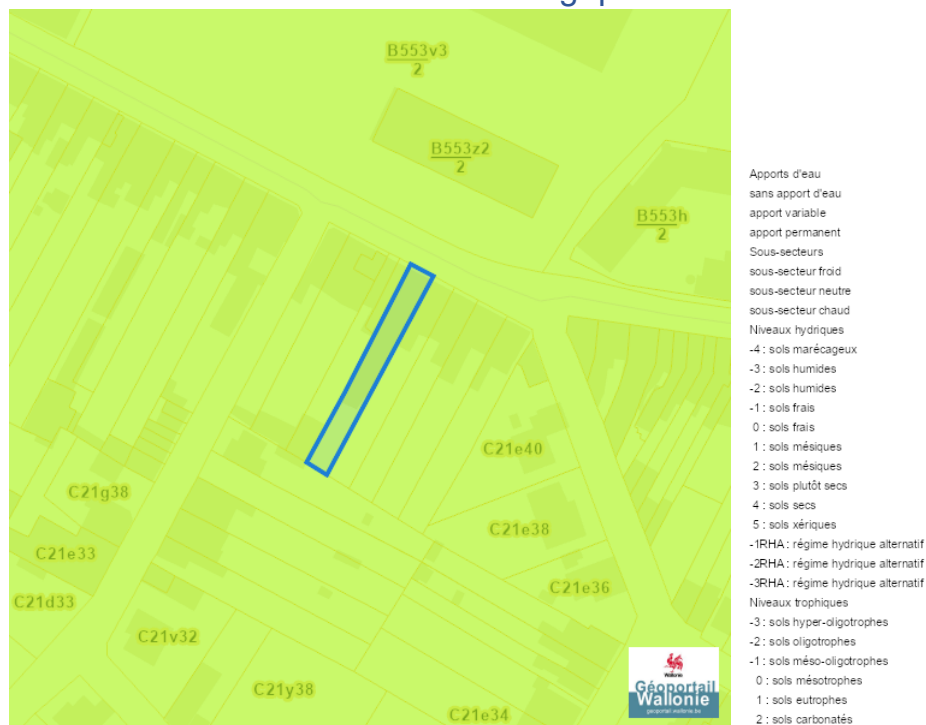 B553v3
2
B553z2
2
B553h
2
C21e40
C21g38
C21e38
C21e33
C21e36
C21d33
C21v32
C21y38
C21e34
Wallonie
Géoportail
Wallonie
geoportail.wallonie.be
Apports d'eau
sans apport d'eau
apport variable
apport permanent
Sous-secteurs
sous-secteur froid
sous-secteur neutre
sous-secteur chaud
Niveaux hydriques
-4 : sols marécageux
-3 : sols humides
-2 : sols humides
-1 : sols frais
0 : sols frais
1 : sols mésiques
2 : sols mésiques
3 : sols plutôt secs
4 : sols secs
5 : sols xériques
-1RHA : régime hydrique alternatif
-2RHA : régime hydrique alternatif
-3RHA : régime hydrique alternatif
Niveaux trophiques
-3 : sols hyper-oligotrophes
-2 : sols oligotrophes
-1 : sols méso-oligotrophes
0 : sols mésotrophes
1 : sols eutrophes
2 : sols carbonatés